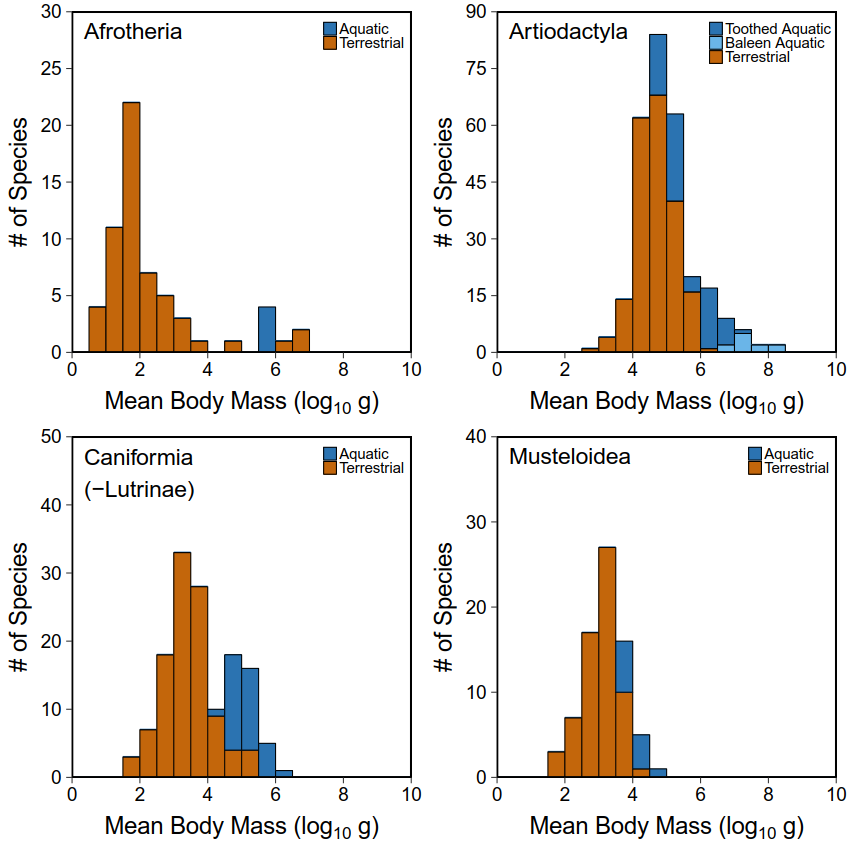 Afrotheria
Aquatic
Terrestrial
30
25
20
15
10
5
0
# of Species
0 2 4 6 8 10
Mean Body Mass (log10 g)
Artiodactyla
Toothed Aquatic
Baleen Aquatic
Terrestrial
90
75
60
45
30
15
0
# of Species
0 2 4 6 8 10
Mean Body Mass (log10 g)
Caniformia
(−Lutrinae)
Aquatic
Terrestrial
50
40
30
20
10
0
# of Species
0 2 4 6 8 10
Mean Body Mass (log10 g)
Musteloidea
Aquatic
Terrestrial
40
30
20
10
0
# of Species
0 2 4 6 8 10
Mean Body Mass (log10 g)